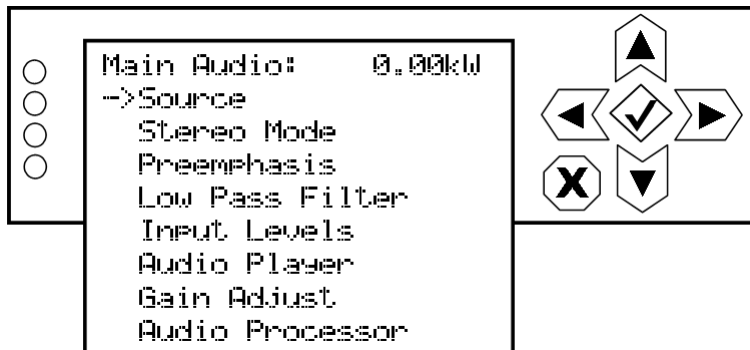 Main Audio: 0.00kW
->Source
Stereo Mode
Preemphasis
Low Pass Filter
Input Levels
Audio Player
Gain Adjust
Audio Processor
X